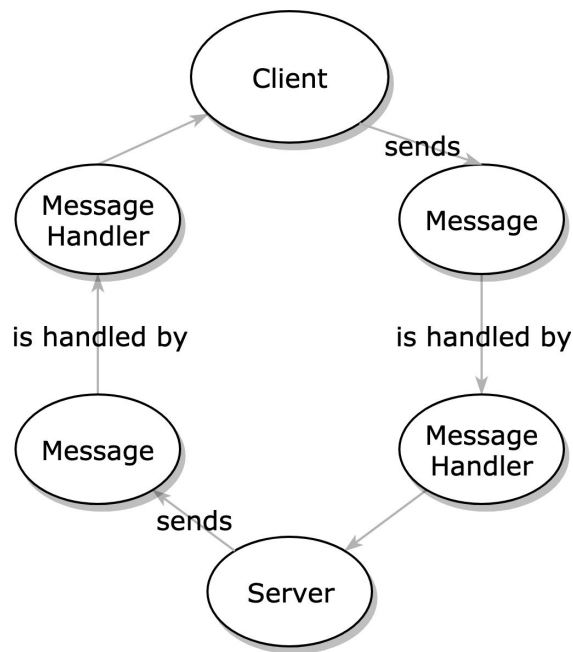 Client
sends
Message
Handler
Message
is handled by
is handled by
Message
Message
Handler
sends
Server